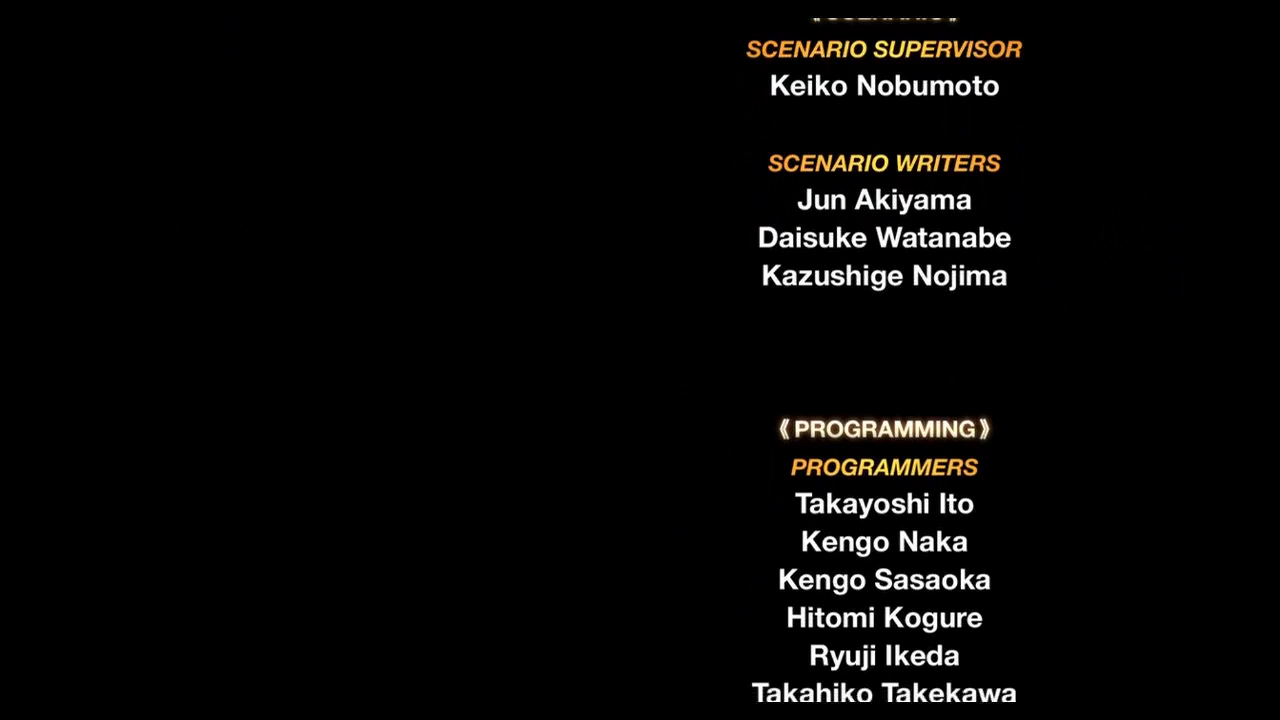 SCENARIO SUPERVISOR
Keiko Nobumoto
SCENARIO WRITERS
Jun Akiyama
Daisuke Watanabe
Kazushige Nojima
《PROGRAMMING》
PROGRAMMERS
Takayoshi Ito
Kengo Naka
Kengo Sasaoka
Hitomi Kogure
Ryuji Ikeda
Takahiko Takekawa